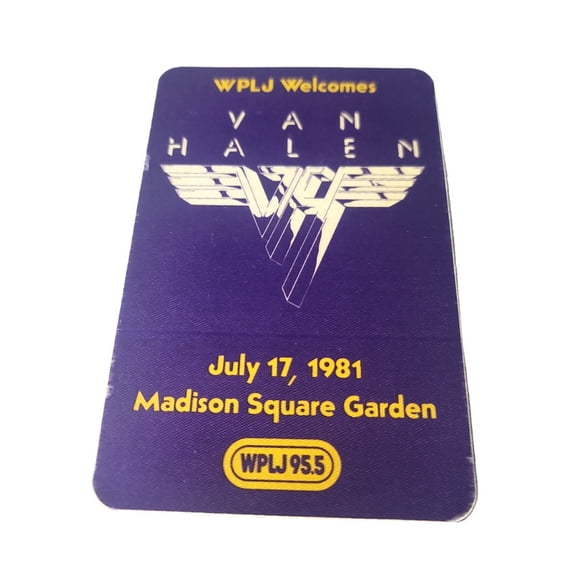 WPLJ Welcomes
VAN
HALEN
July 17, 1981
Madison Square Garden
WPLJ 95.5